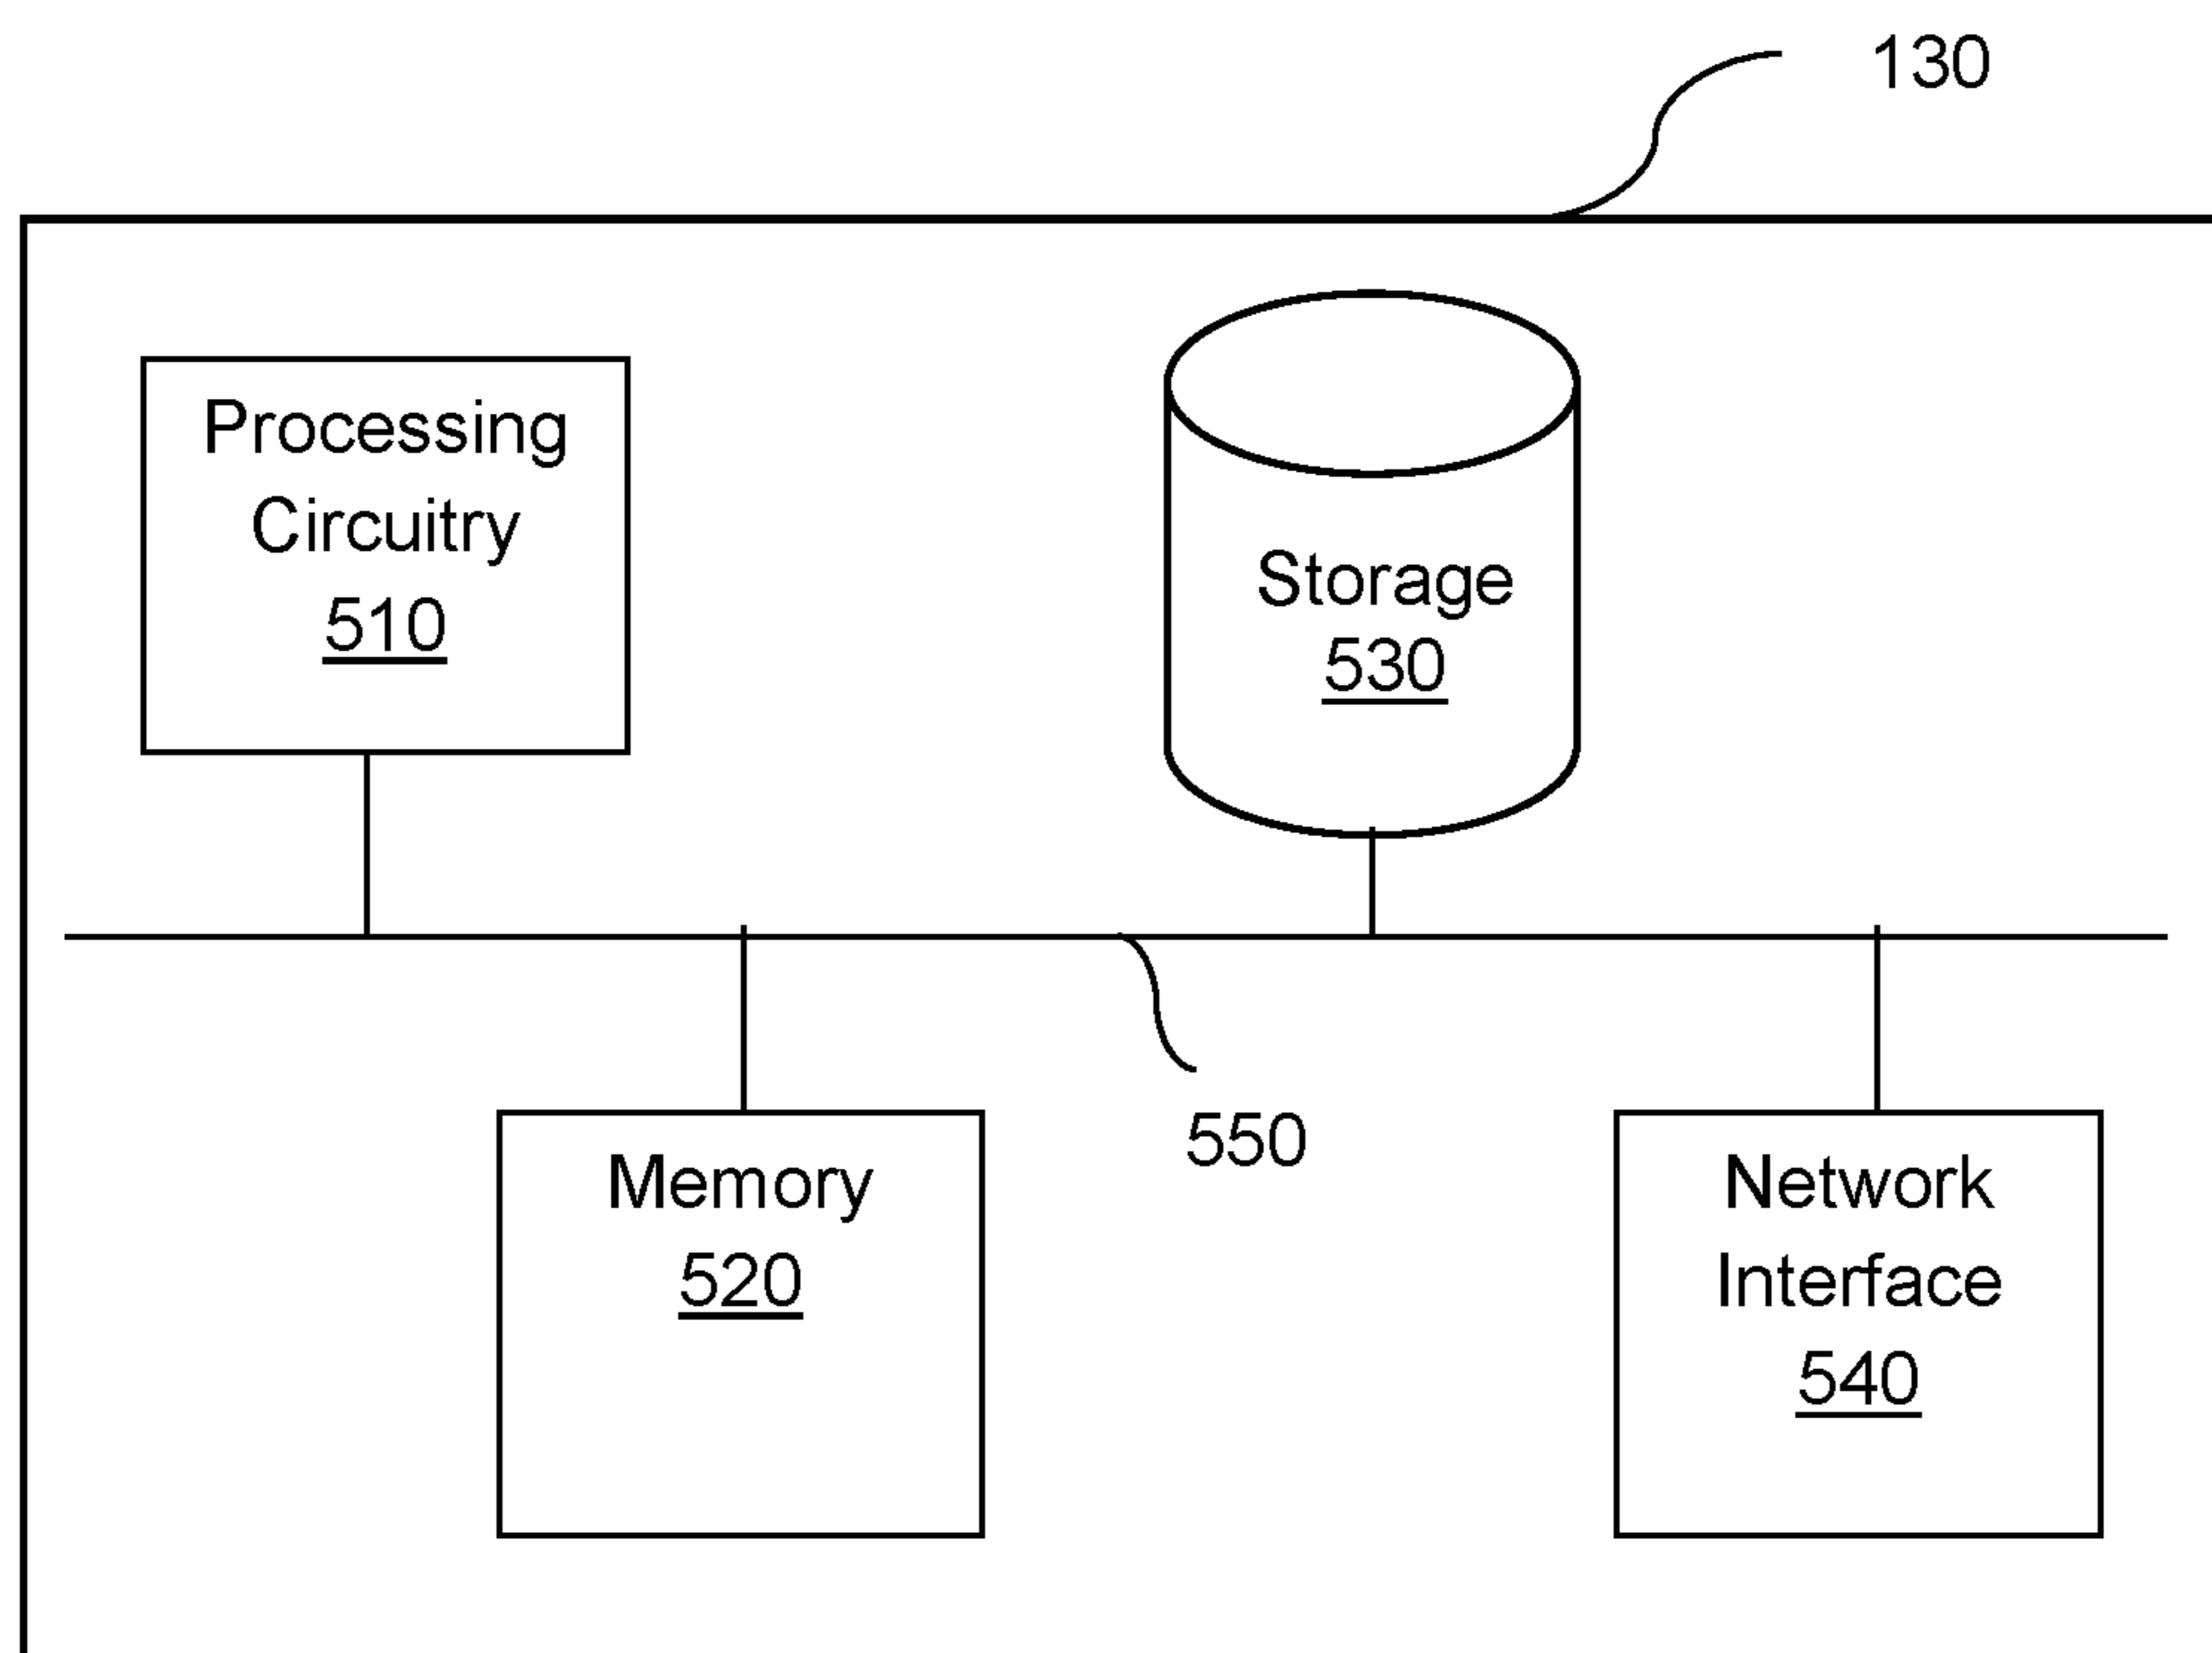 130
Processing
Circuitry
510
Storage
530
550
Memory
520
Network
Interface
540